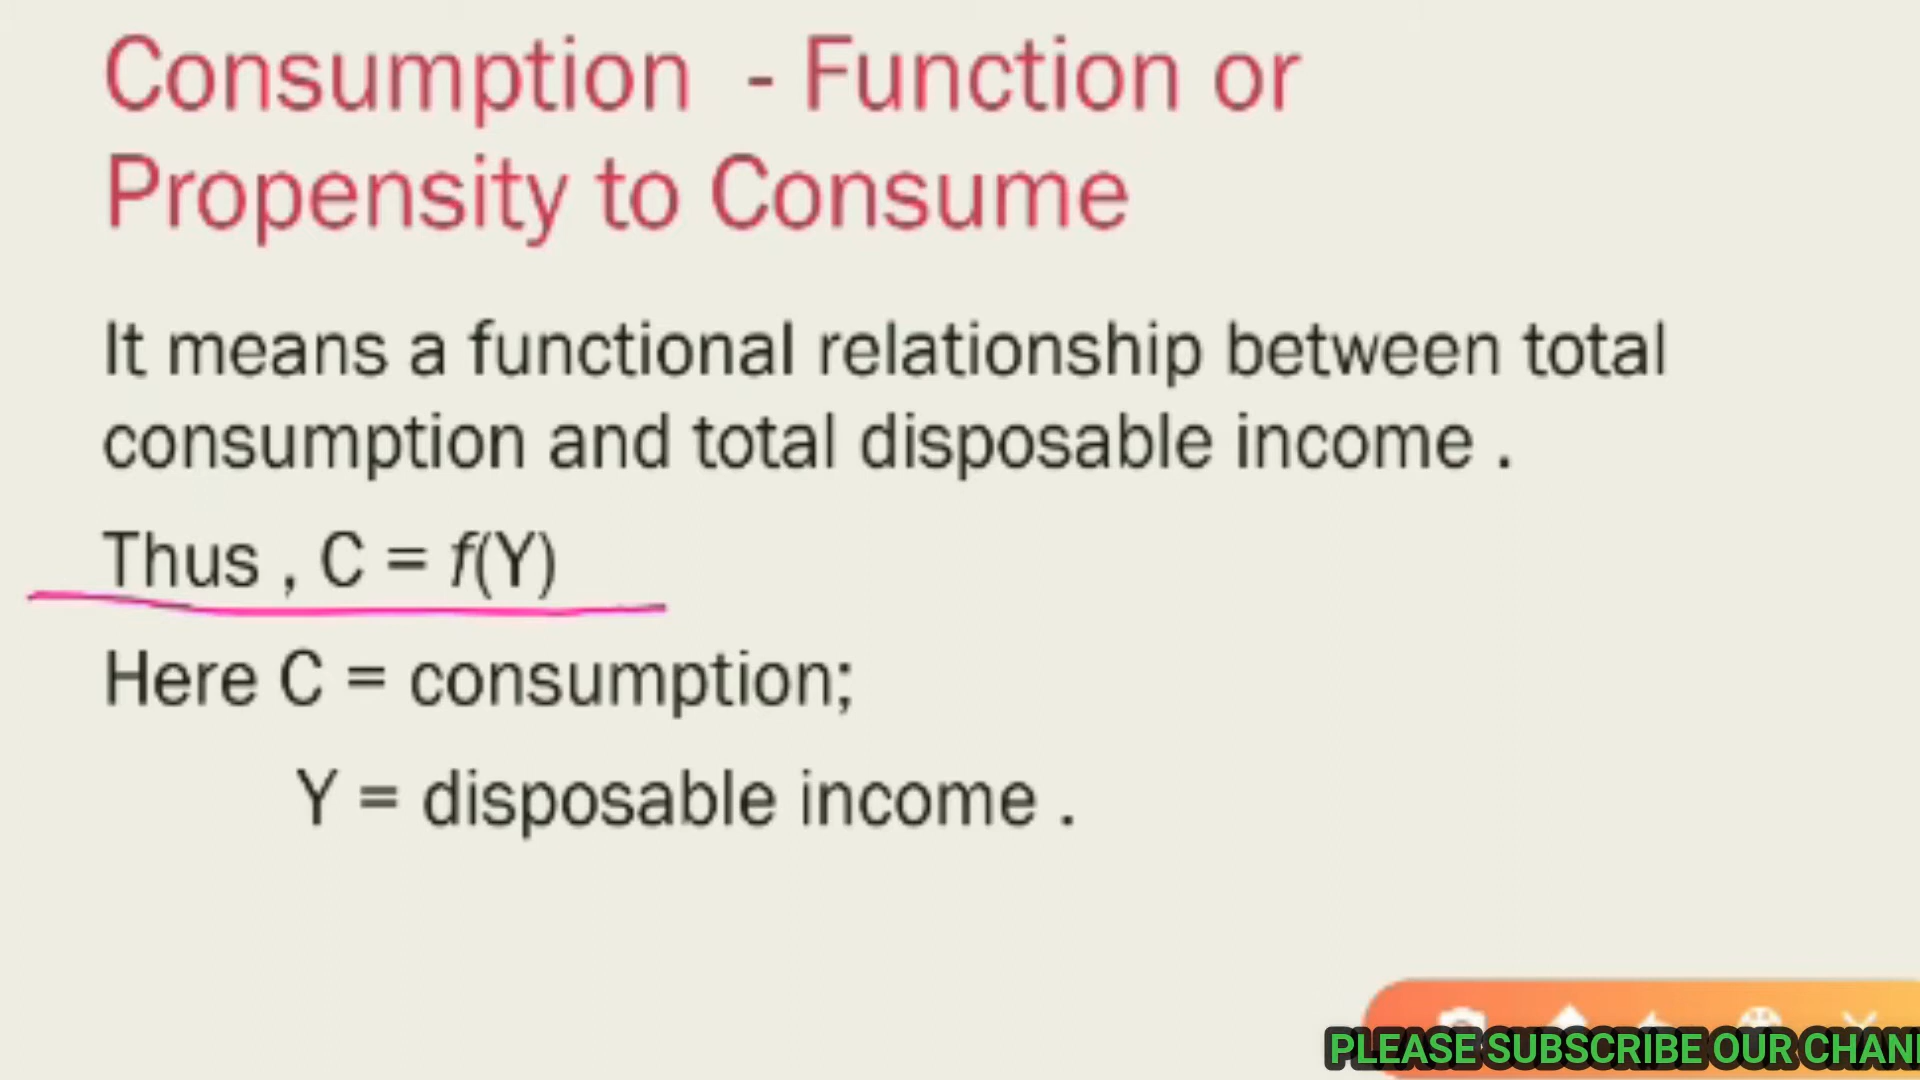 Consumption - Function or
Propensity to Consume
It means a functional relationship between total
consumption and total disposable income .
Thus , C = f(Y)
Here C = consumption;
Y = disposable income .
PLEASE SUBSCRIBE OUR CHAN